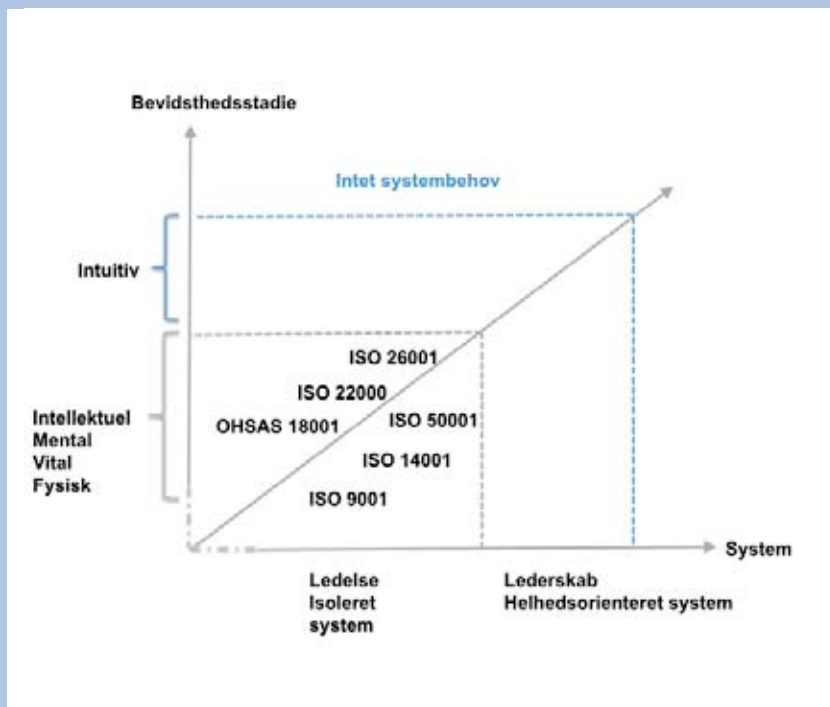 Bevidsthedsstadie
Intet systembehov
Intuitiv
ISO 26001
ISO 22000
OHSAS 18001
ISO 50001
ISO 14001
ISO 9001
Intellektuel
Mental
Vital
Fysisk
System
Ledelse
Isoleret
system
Lederskab
Helhedsorienteret system